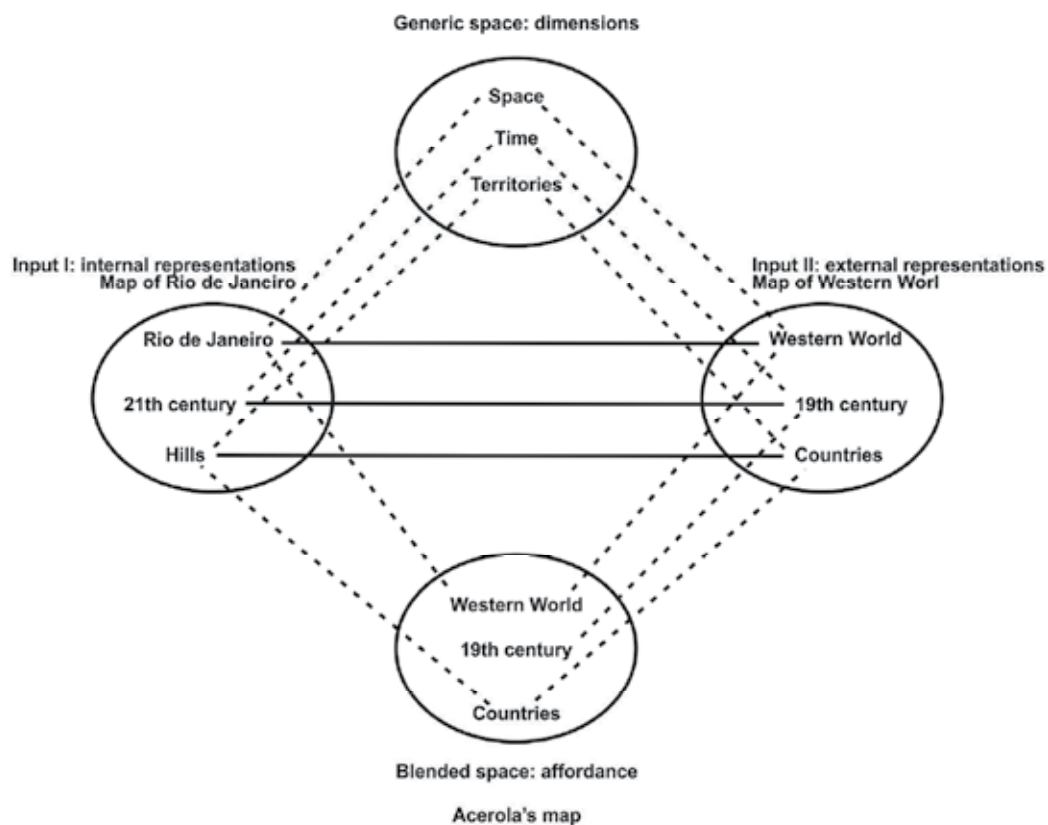 Generic space: dimensions
Space
Time
Territories
Input I: internal representations
Map of Rio de Janeiro
Input II: external representations
Map of Western Worl
Rio de Janeiro
Western World
21th century
19th century
Hills
Countries
Western World
19th century
Countries
Blended space: affordance
Acerola's map